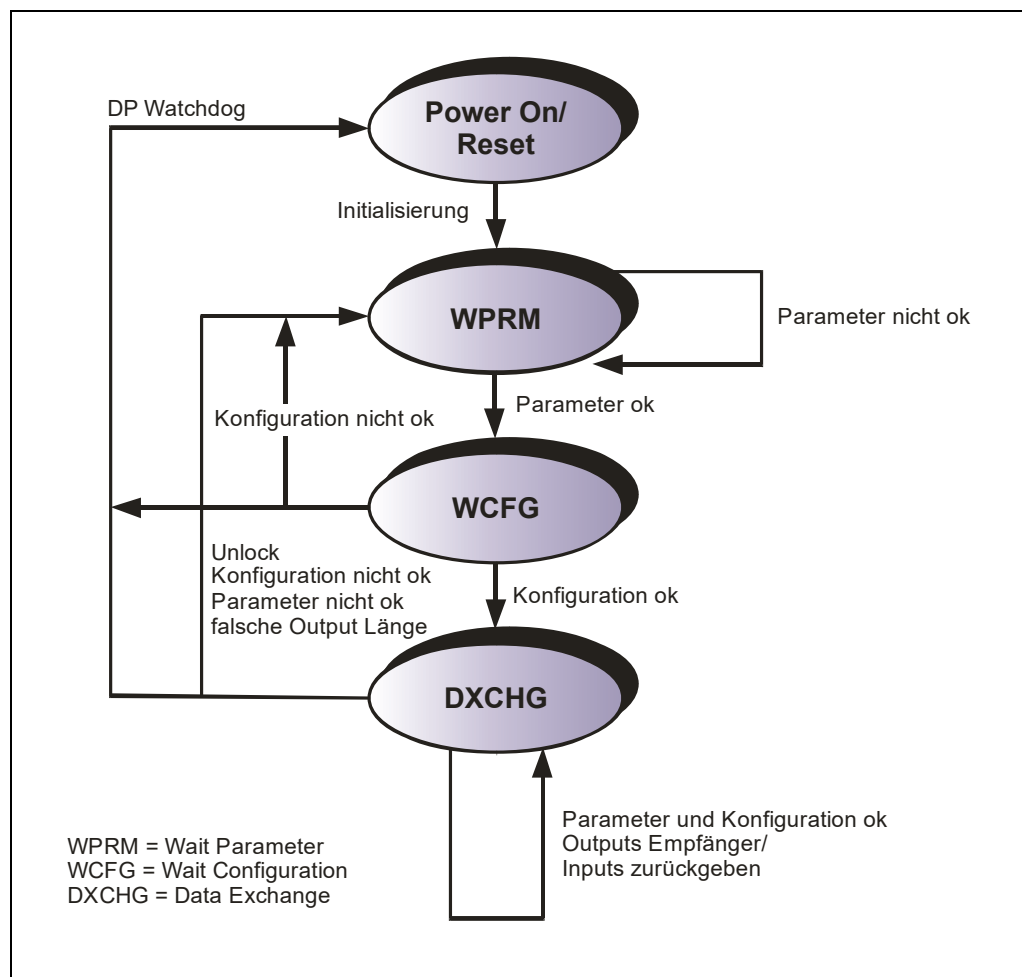 DP Watchdog
Power On/
Reset
Initialisierung
WPRM
Parameter nicht ok
Parameter ok
Konfiguration nicht ok
WCFG
Unlock
Konfiguration nicht ok
Parameter nicht ok
falsche Output Länge
Konfiguration ok
DXCHG
Parameter und Konfiguration ok
Outputs Empfänger/
Inputs zurückgeben
WPRM = Wait Parameter
WCFG = Wait Configuration
DXCHG = Data Exchange